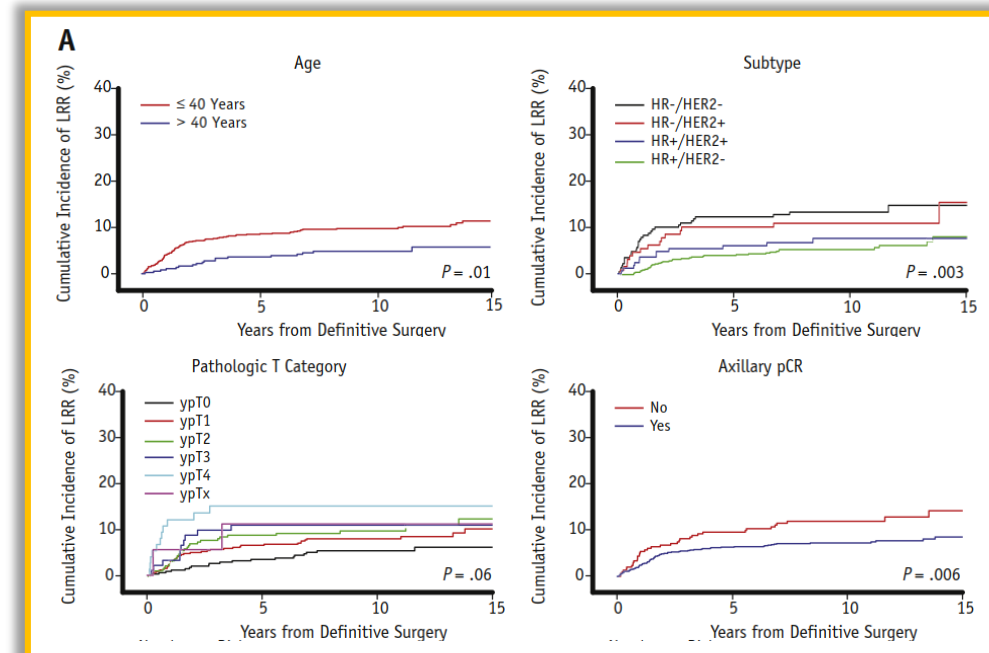 A
Age
Cumulative Incidence of LRR (%)
40
30
20
10
0
≤ 40 Years
> 40 Years
P = .01
0 5 10 15
Years from Definitive Surgery
Subtype
Cumulative Incidence of LRR (%)
40
30
20
10
0
HR-/HER2-
HR-/HER2+
HR+/HER2+
HR+/HER2-
P = .003
0 5 10 15
Years from Definitive Surgery
Pathologic T Category
Cumulative Incidence of LRR (%)
40
30
20
10
0
ypT0
ypT1
ypT2
ypT3
ypT4
ypTx
P = .06
0 5 10 15
Years from Definitive Surgery
Axillary pCR
Cumulative Incidence of LRR (%)
40
30
20
10
0
No
Yes
P = .006
0 5 10 15
Years from Definitive Surgery